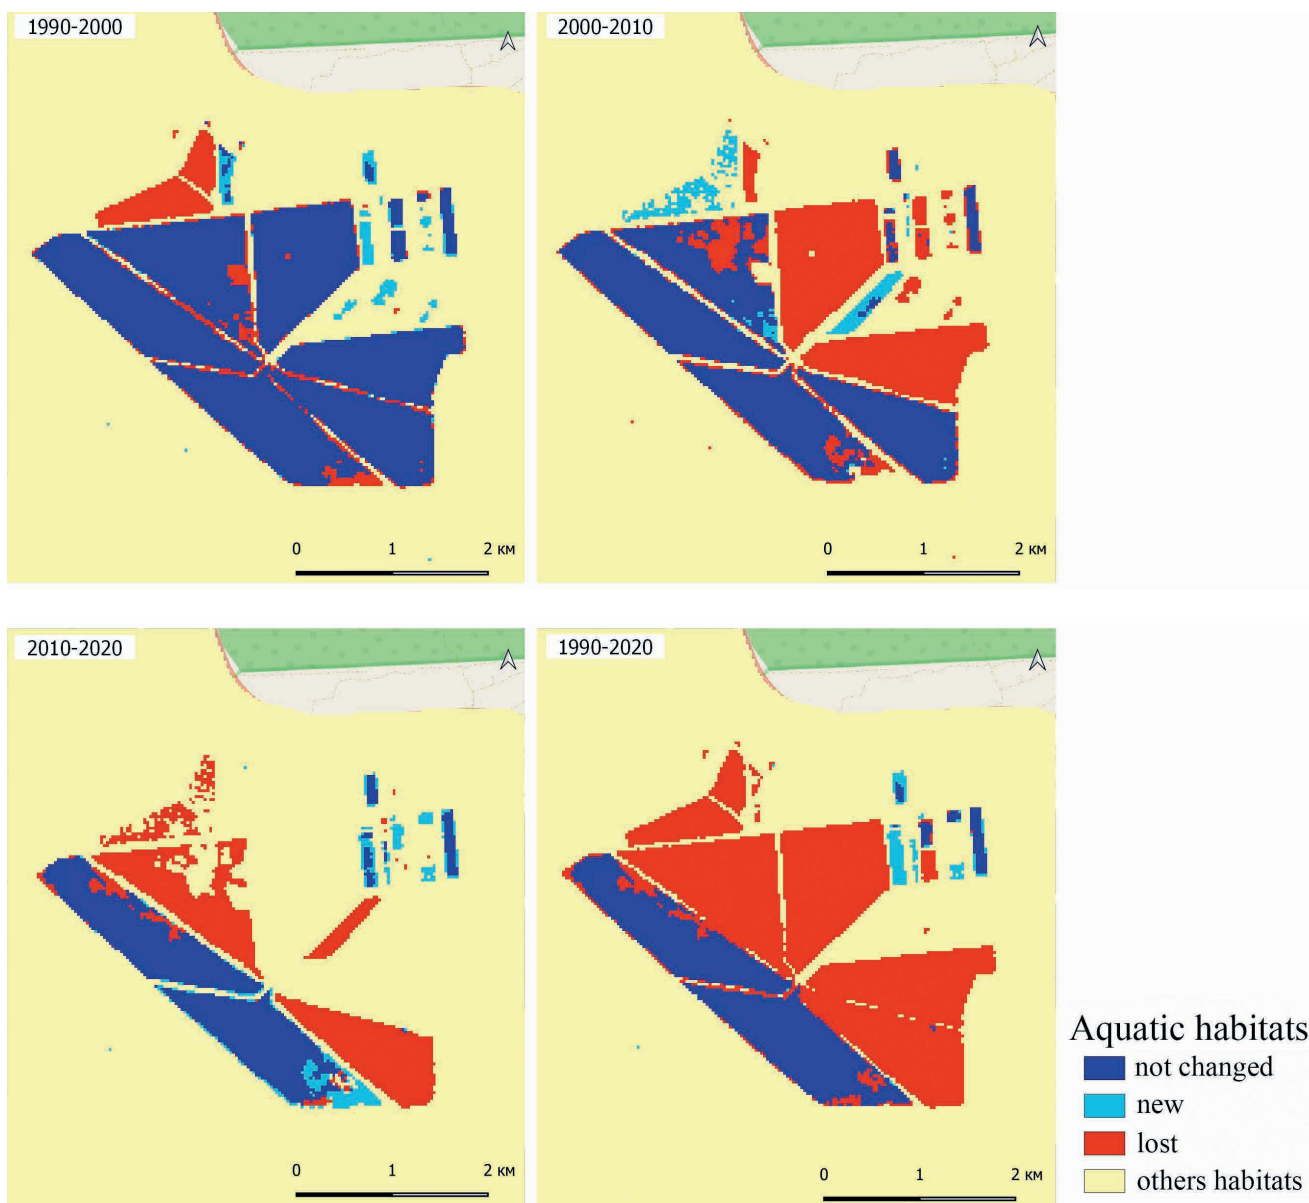 1990-2000
0 1 2 км
2000-2010
0 1 2 км
2010-2020
0 1 2 км
1990-2020
0 1 2 км
Aquatic habitats
not changed
new
lost
others habitats